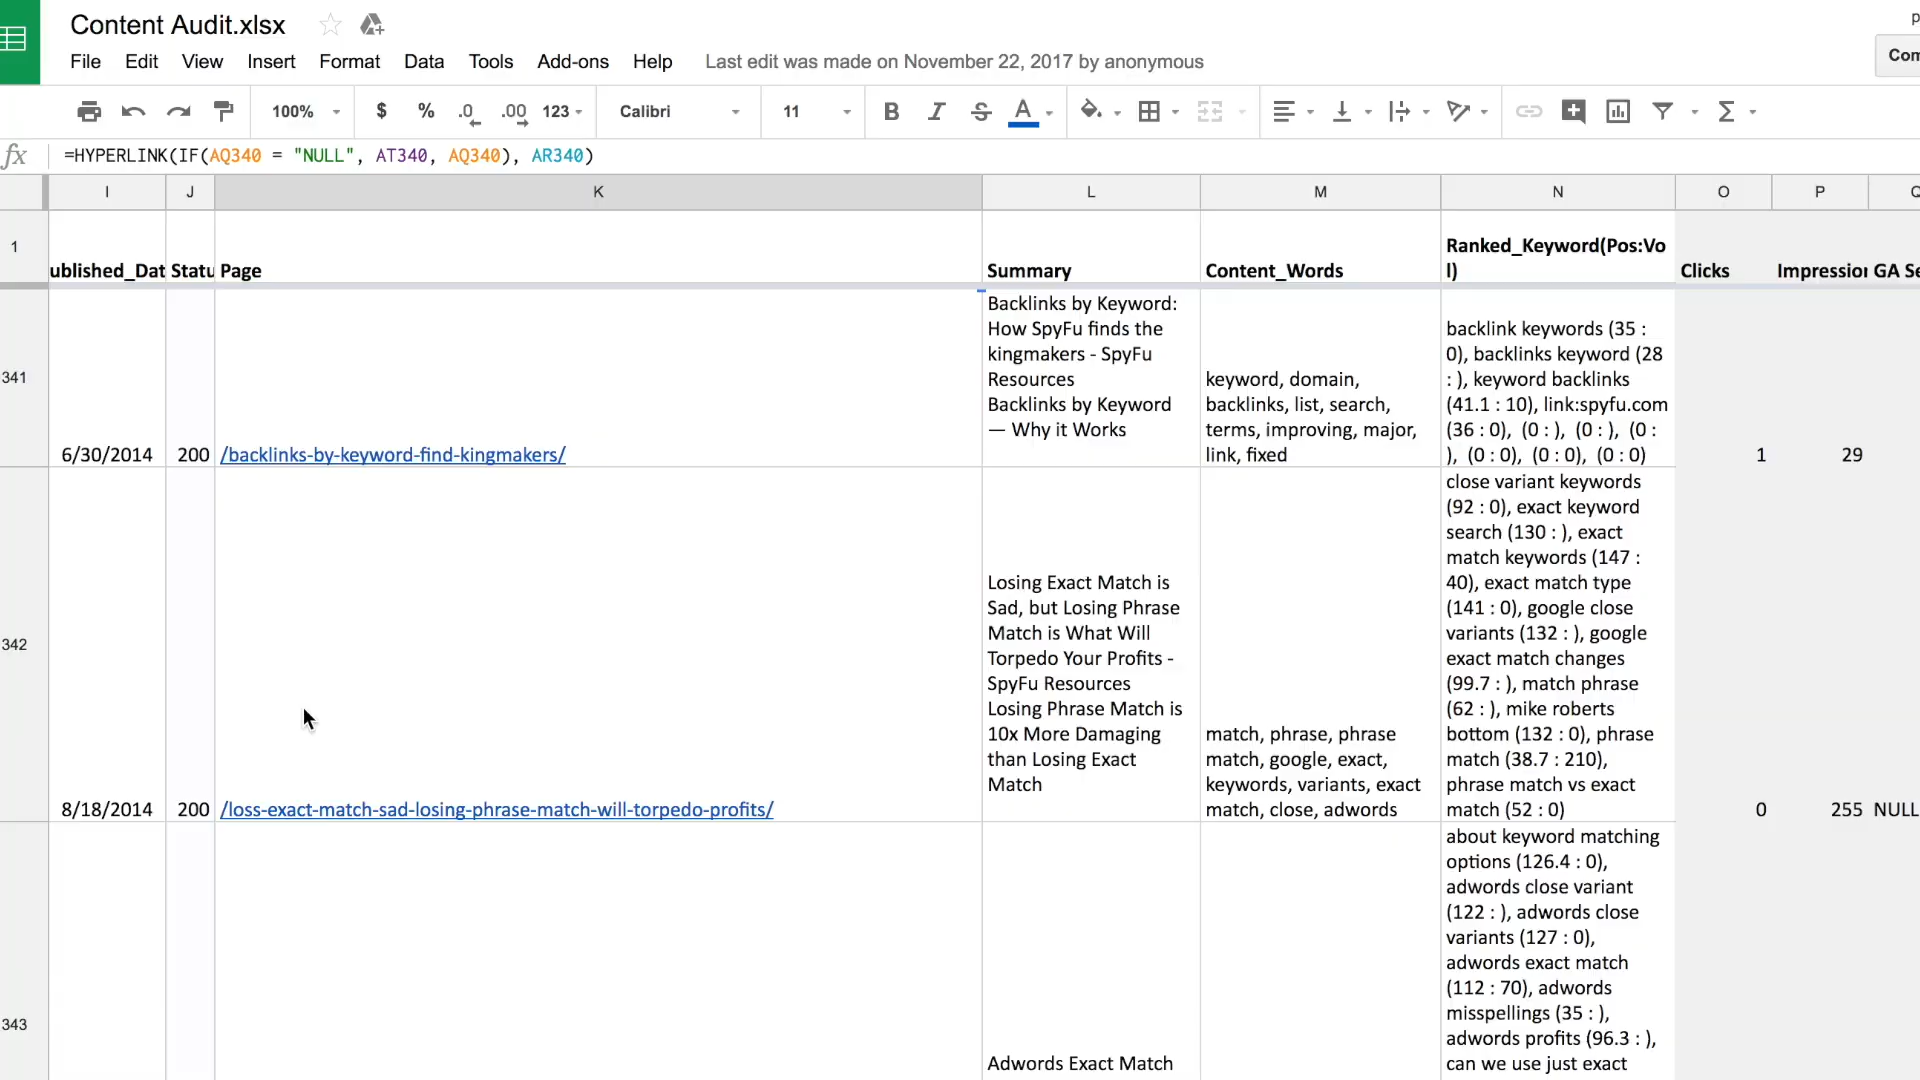 Content Audit.xlsx
File Edit View Insert Format Data Tools Add-ons Help Last edit was made on November 22, 2017 by anonymous
Com
100% $ % .0 .00 123 Calibri 11 B I S A Σ
fx =HYPERLINK(IF(AQ340 = "NULL", AT340, AQ340), AR340)
I J K L M N O P Q
1 ublished_Dat Statu Page Summary Content_Words Ranked_Keyword(Pos:Vo
l) Clicks Impression GA Se
341 6/30/2014 200 /backlinks-by-keyword-find-kingmakers/
Backlinks by Keyword:
How SpyFu finds the
kingmakers - SpyFu
Resources
Backlinks by Keyword
— Why it Works
keyword, domain,
backlinks, list, search,
terms, improving, major,
link, fixed
backlink keywords (35 :
0), backlinks keyword (28
: ), keyword backlinks
(41.1 : 10), link:spyfu.com
(36 : 0), (0 : ), (0 : ), (0 :
), (0 : 0), (0 : 0), (0 : 0)
1 29
342 8/18/2014 200 /loss-exact-match-sad-losing-phrase-match-will-torpedo-profits/
Losing Exact Match is
Sad, but Losing Phrase
Match is What Will
Torpedo Your Profits -
SpyFu Resources
Losing Phrase Match is
10x More Damaging
than Losing Exact
Match
match, phrase, phrase
match, google, exact,
keywords, variants, exact
match, close, adwords
close variant keywords
(92 : 0), exact keyword
search (130 : ), exact
match keywords (147 :
40), exact match type
(141 : 0), google close
variants (132 : ), google
exact match changes
(99.7 : ), match phrase
(62 : ), mike roberts
bottom (132 : 0), phrase
match (38.7 : 210),
phrase match vs exact
match (52 : 0)
0 255 NULL
343
Adwords Exact Match
about keyword matching
options (126.4 : 0),
adwords close variant
(122 : ), adwords close
variants (127 : 0),
adwords exact match
(112 : 70), adwords
misspellings (35 : ),
adwords profits (96.3 : ),
can we use just exact